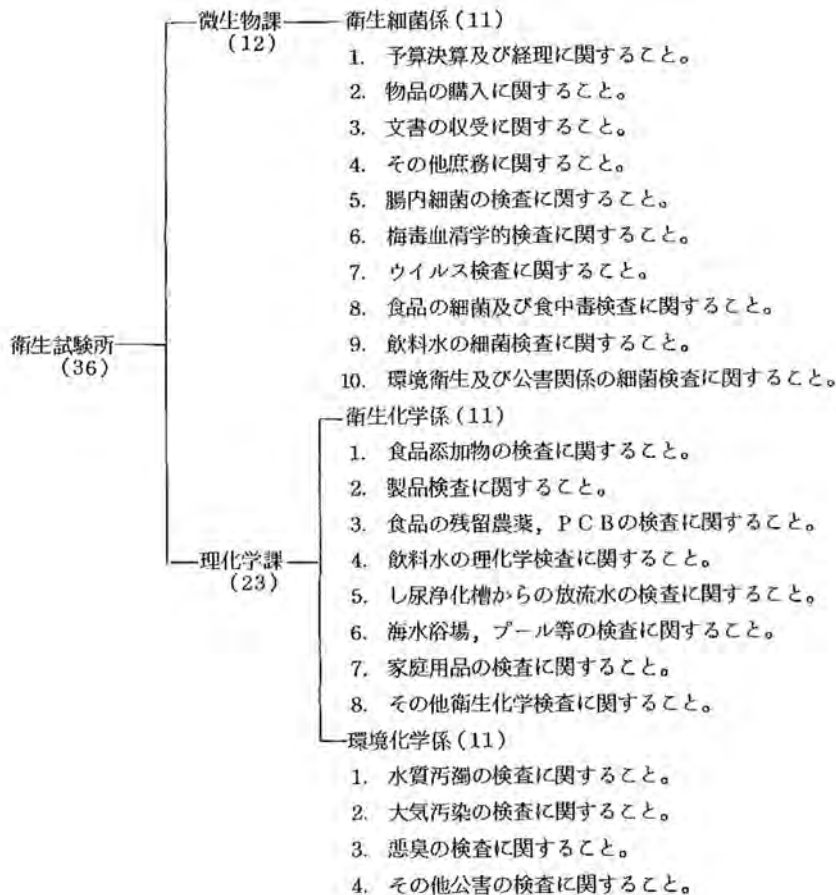 微生物課 衛生細菌係(11)
(12)
1. 予算決算及び経理に関すること。
2. 物品の購入に関すること。
3. 文書の収受に関すること。
4. その他庶務に関すること。
5. 腸内細菌の検査に関すること。
6. 梅毒血清学的検査に関すること。
7. ウイルス検査に関すること。
8. 食品の細菌及び食中毒検査に関すること。
衛生試験所
(36)
9. 飲料水の細菌検査に関すること。
10. 環境衛生及び公害関係の細菌検査に関すること。
衛生化学係(11)
1. 食品添加物の検査に関すること。
2. 製品検査に関すること。
3. 食品の残留農薬,PCBの検査に関すること。
理化学課
(23)
4. 飲料水の理化学検査に関すること。
5. し尿浄化槽からの放流水の検査に関すること。
6. 海水浴場,プール等の検査に関すること。
7. 家庭用品の検査に関すること。
8. その他衛生化学検査に関すること。
環境化学係(11)
1. 水質汚濁の検査に関すること。
2. 大気汚染の検査に関すること。
3. 悪臭の検査に関すること。
4. その他公害の検査に関すること。